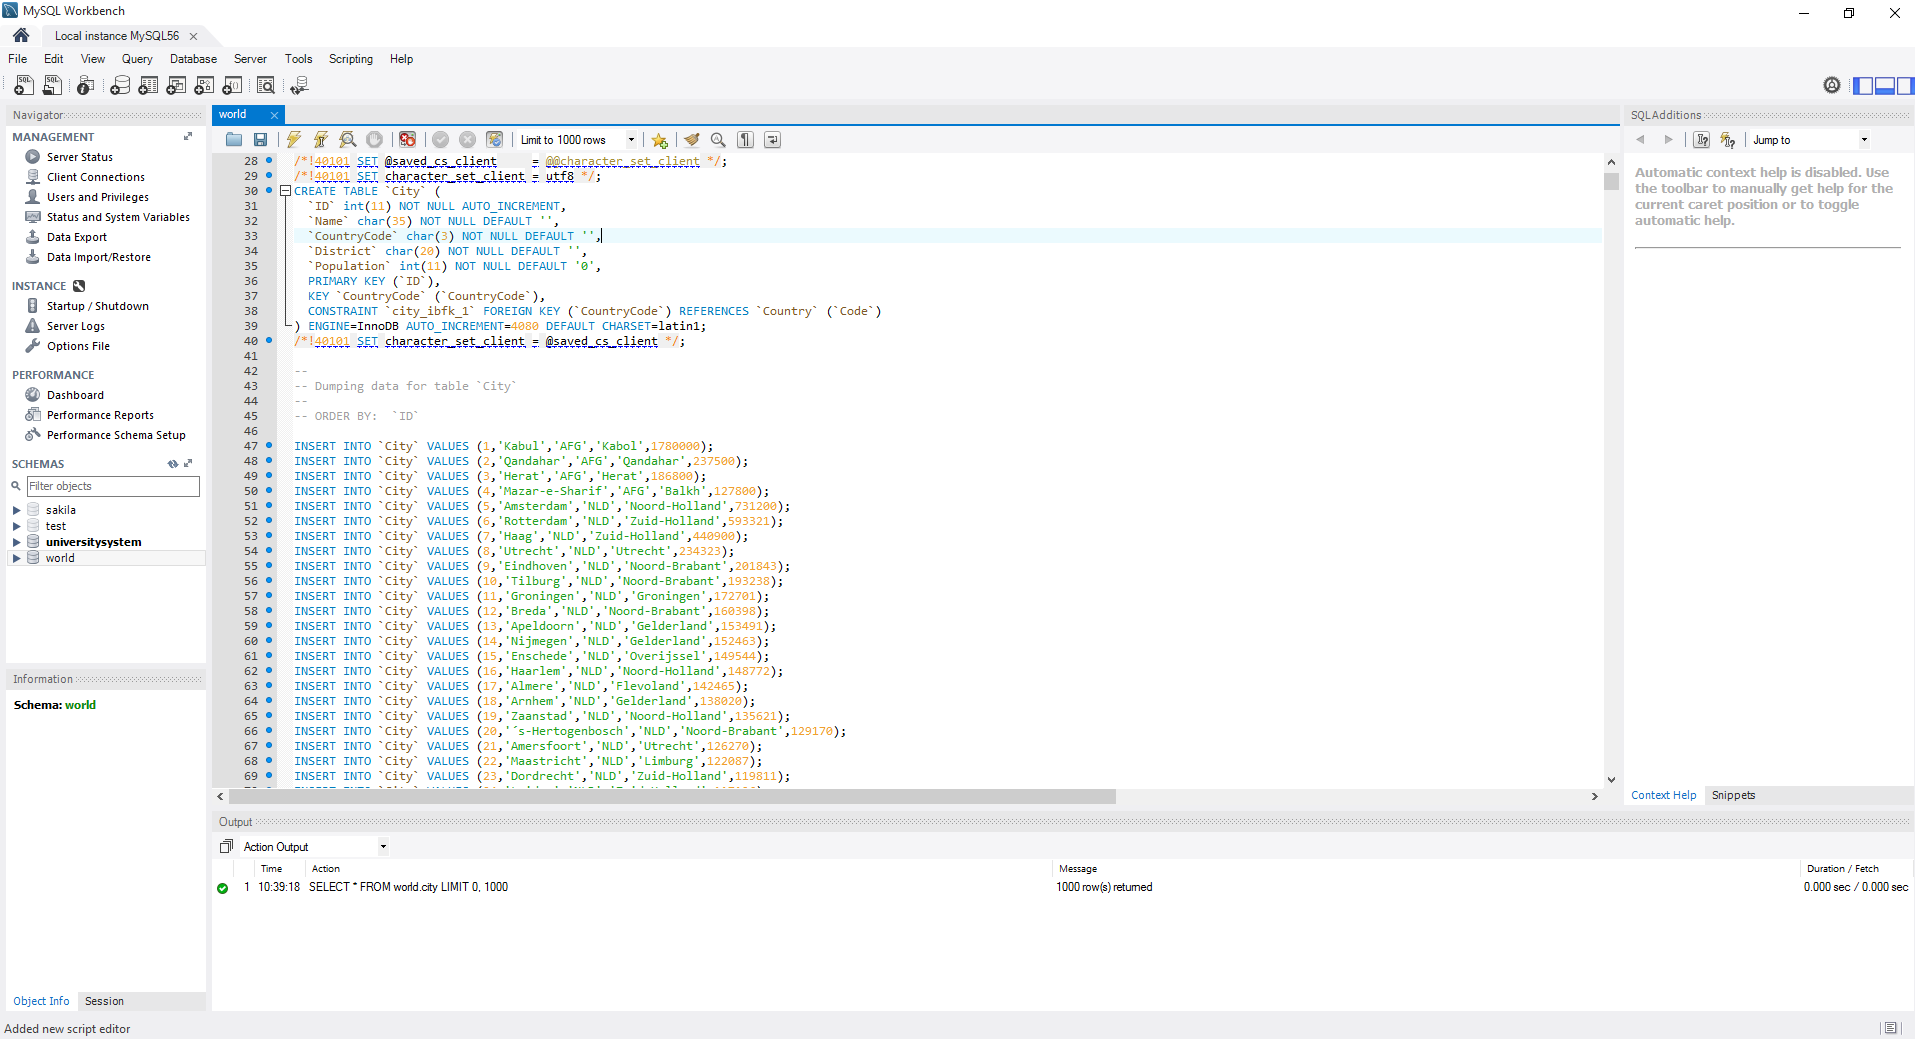 MySQL Workbench
Local instance MySQL56
File Edit View Query Database Server Tools Scripting Help
Navigator
MANAGEMENT
Server Status
Client Connections
Users and Privileges
Status and System Variables
Data Export
Data Import/Restore
INSTANCE
Startup / Shutdown
Server Logs
Options File
PERFORMANCE
Dashboard
Performance Reports
Performance Schema Setup
SCHEMAS
Filter objects
sakila
test
universitysystem
world
Information
Schema: world
Object Info Session
world
Limit to 1000 rows
28 /*!40101 SET @saved_cs_client     = @@character_set_client */;
29 /*!40101 SET character_set_client = utf8 */;
30 CREATE TABLE `City` (
31   `ID` int(11) NOT NULL AUTO_INCREMENT,
32   `Name` char(35) NOT NULL DEFAULT '',
33   `CountryCode` char(3) NOT NULL DEFAULT '',
34   `District` char(20) NOT NULL DEFAULT '',
35   `Population` int(11) NOT NULL DEFAULT '0',
36   PRIMARY KEY (`ID`),
37   KEY `CountryCode` (`CountryCode`),
38   CONSTRAINT `city_ibfk_1` FOREIGN KEY (`CountryCode`) REFERENCES `Country` (`Code`)
39 ) ENGINE=InnoDB AUTO_INCREMENT=4080 DEFAULT CHARSET=latin1;
40 /*!40101 SET character_set_client = @saved_cs_client */;
41
42 --
43 -- Dumping data for table `City`
44 --
45 -- ORDER BY:  `ID`
46
47 INSERT INTO `City` VALUES (1,'Kabul','AFG','Kabol',1780000);
48 INSERT INTO `City` VALUES (2,'Qandahar','AFG','Qandahar',237500);
49 INSERT INTO `City` VALUES (3,'Herat','AFG','Herat',186800);
50 INSERT INTO `City` VALUES (4,'Mazar-e-Sharif','AFG','Balkh',127800);
51 INSERT INTO `City` VALUES (5,'Amsterdam','NLD','Noord-Holland',731200);
52 INSERT INTO `City` VALUES (6,'Rotterdam','NLD','Zuid-Holland',593321);
53 INSERT INTO `City` VALUES (7,'Haag','NLD','Zuid-Holland',440900);
54 INSERT INTO `City` VALUES (8,'Utrecht','NLD','Utrecht',234323);
55 INSERT INTO `City` VALUES (9,'Eindhoven','NLD','Noord-Brabant',201843);
56 INSERT INTO `City` VALUES (10,'Tilburg','NLD','Noord-Brabant',193238);
57 INSERT INTO `City` VALUES (11,'Groningen','NLD','Groningen',172701);
58 INSERT INTO `City` VALUES (12,'Breda','NLD','Noord-Brabant',160398);
59 INSERT INTO `City` VALUES (13,'Apeldoorn','NLD','Gelderland',153491);
60 INSERT INTO `City` VALUES (14,'Nijmegen','NLD','Gelderland',152463);
61 INSERT INTO `City` VALUES (15,'Enschede','NLD','Overijssel',149544);
62 INSERT INTO `City` VALUES (16,'Haarlem','NLD','Noord-Holland',148772);
63 INSERT INTO `City` VALUES (17,'Almere','NLD','Flevoland',142465);
64 INSERT INTO `City` VALUES (18,'Arnhem','NLD','Gelderland',138020);
65 INSERT INTO `City` VALUES (19,'Zaanstad','NLD','Noord-Holland',135621);
66 INSERT INTO `City` VALUES (20,'´s-Hertogenbosch','NLD','Noord-Brabant',129170);
67 INSERT INTO `City` VALUES (21,'Amersfoort','NLD','Utrecht',126270);
68 INSERT INTO `City` VALUES (22,'Maastricht','NLD','Limburg',122087);
69 INSERT INTO `City` VALUES (23,'Dordrecht','NLD','Zuid-Holland',119811);
SQLAdditions
Jump to
Automatic context help is disabled. Use
the toolbar to manually get help for the
current caret position or to toggle
automatic help.
Context Help Snippets
Output
Action Output
Time Action Message Duration / Fetch
1 10:39:18 SELECT * FROM world.city LIMIT 0, 1000 1000 row(s) returned 0.000 sec / 0.000 sec
Added new script editor